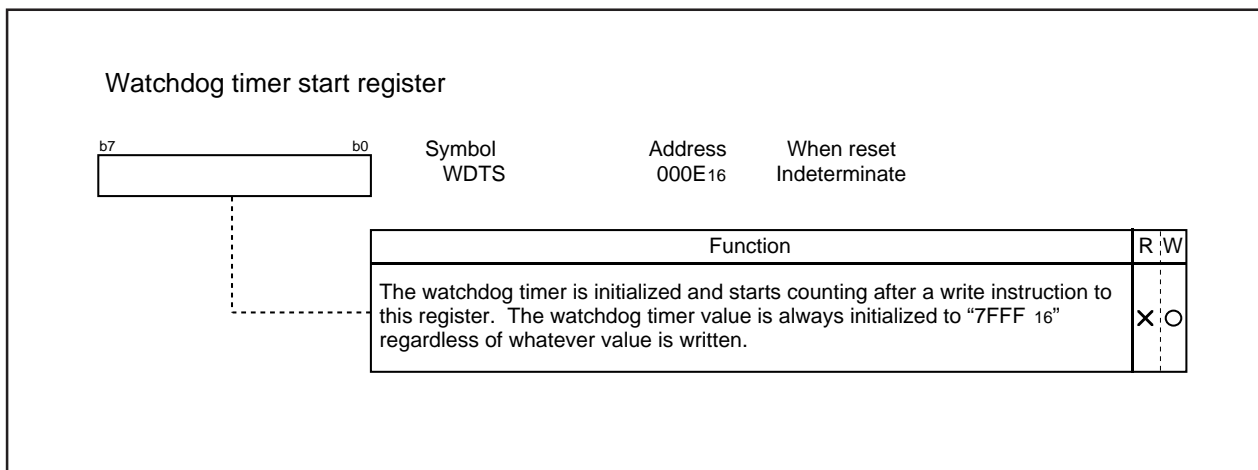 Watchdog timer start register
b7 b0 Symbol Address When reset
WDTS 000E16 Indeterminate
Function R W
The watchdog timer is initialized and starts counting after a write instruction to
this register. The watchdog timer value is always initialized to “7FFF 16”
regardless of whatever value is written.